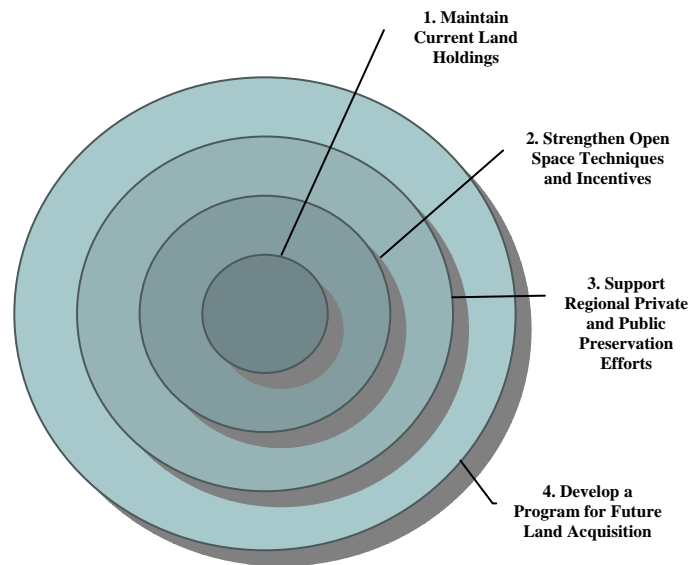 1. Maintain
Current Land
Holdings
2. Strengthen Open
Space Techniques
and Incentives
3. Support
Regional Private
and Public
Preservation
Efforts
4. Develop a
Program for Future
Land Acquisition